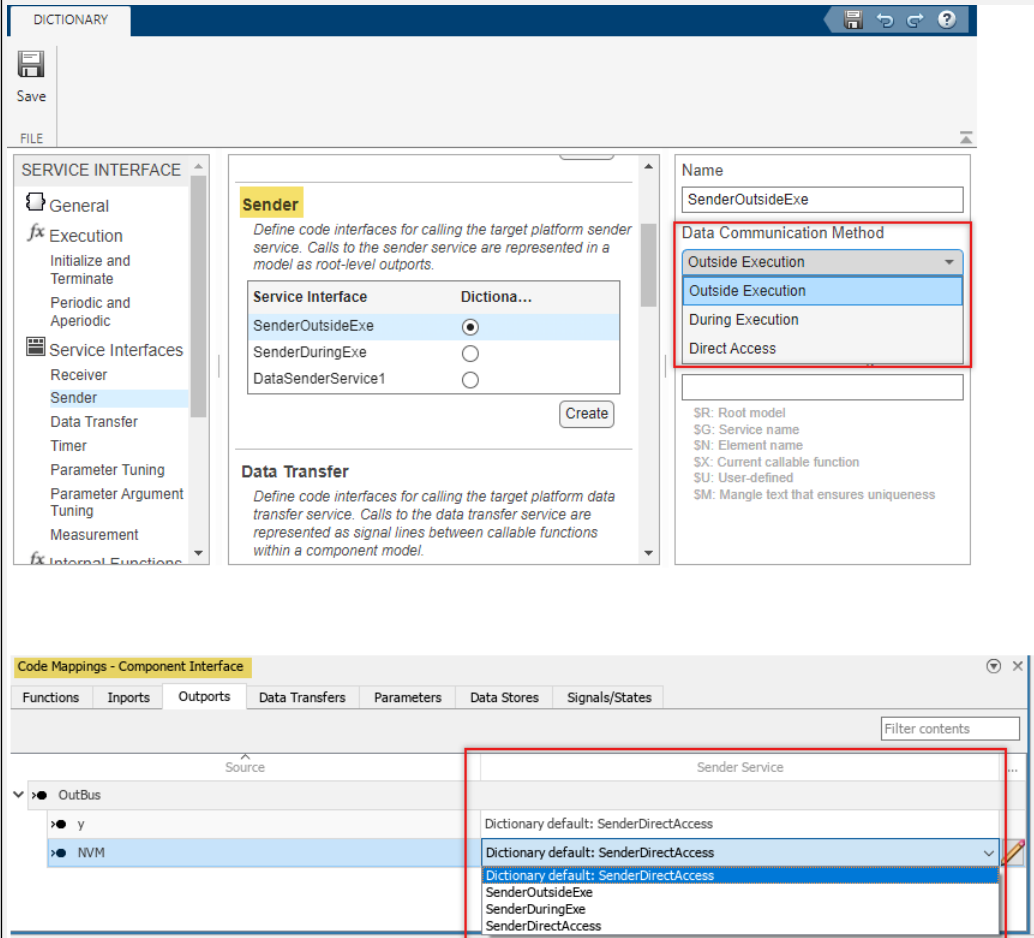 DICTIONARY
Save
FILE
SERVICE INTERFACE
General
fx Execution
Initialize and
Terminate
Periodic and
Aperiodic
Service Interfaces
Receiver
Sender
Data Transfer
Timer
Parameter Tuning
Parameter Argument
Tuning
Measurement
fx Internal Functions
Sender
Define code interfaces for calling the target platform sender
service. Calls to the sender service are represented in a
model as root-level outports.
Service Interface Dictiona...
SenderOutsideExe
SenderDuringExe
DataSenderService1
Create
Data Transfer
Define code interfaces for calling the target platform data
transfer service. Calls to the data transfer service are
represented as signal lines between callable functions
within a component model.
Name
SenderOutsideExe
Data Communication Method
Outside Execution
Outside Execution
During Execution
Direct Access
$R: Root model
$G: Service name
$N: Element name
$X: Current callable function
$U: User-defined
$M: Mangle text that ensures uniqueness
Code Mappings - Component Interface
Functions Inports Outports Data Transfers Parameters Data Stores Signals/States
Filter contents
Source Sender Service ...
OutBus
y Dictionary default: SenderDirectAccess
NVM Dictionary default: SenderDirectAccess
Dictionary default: SenderDirectAccess
SenderOutsideExe
SenderDuringExe
SenderDirectAccess